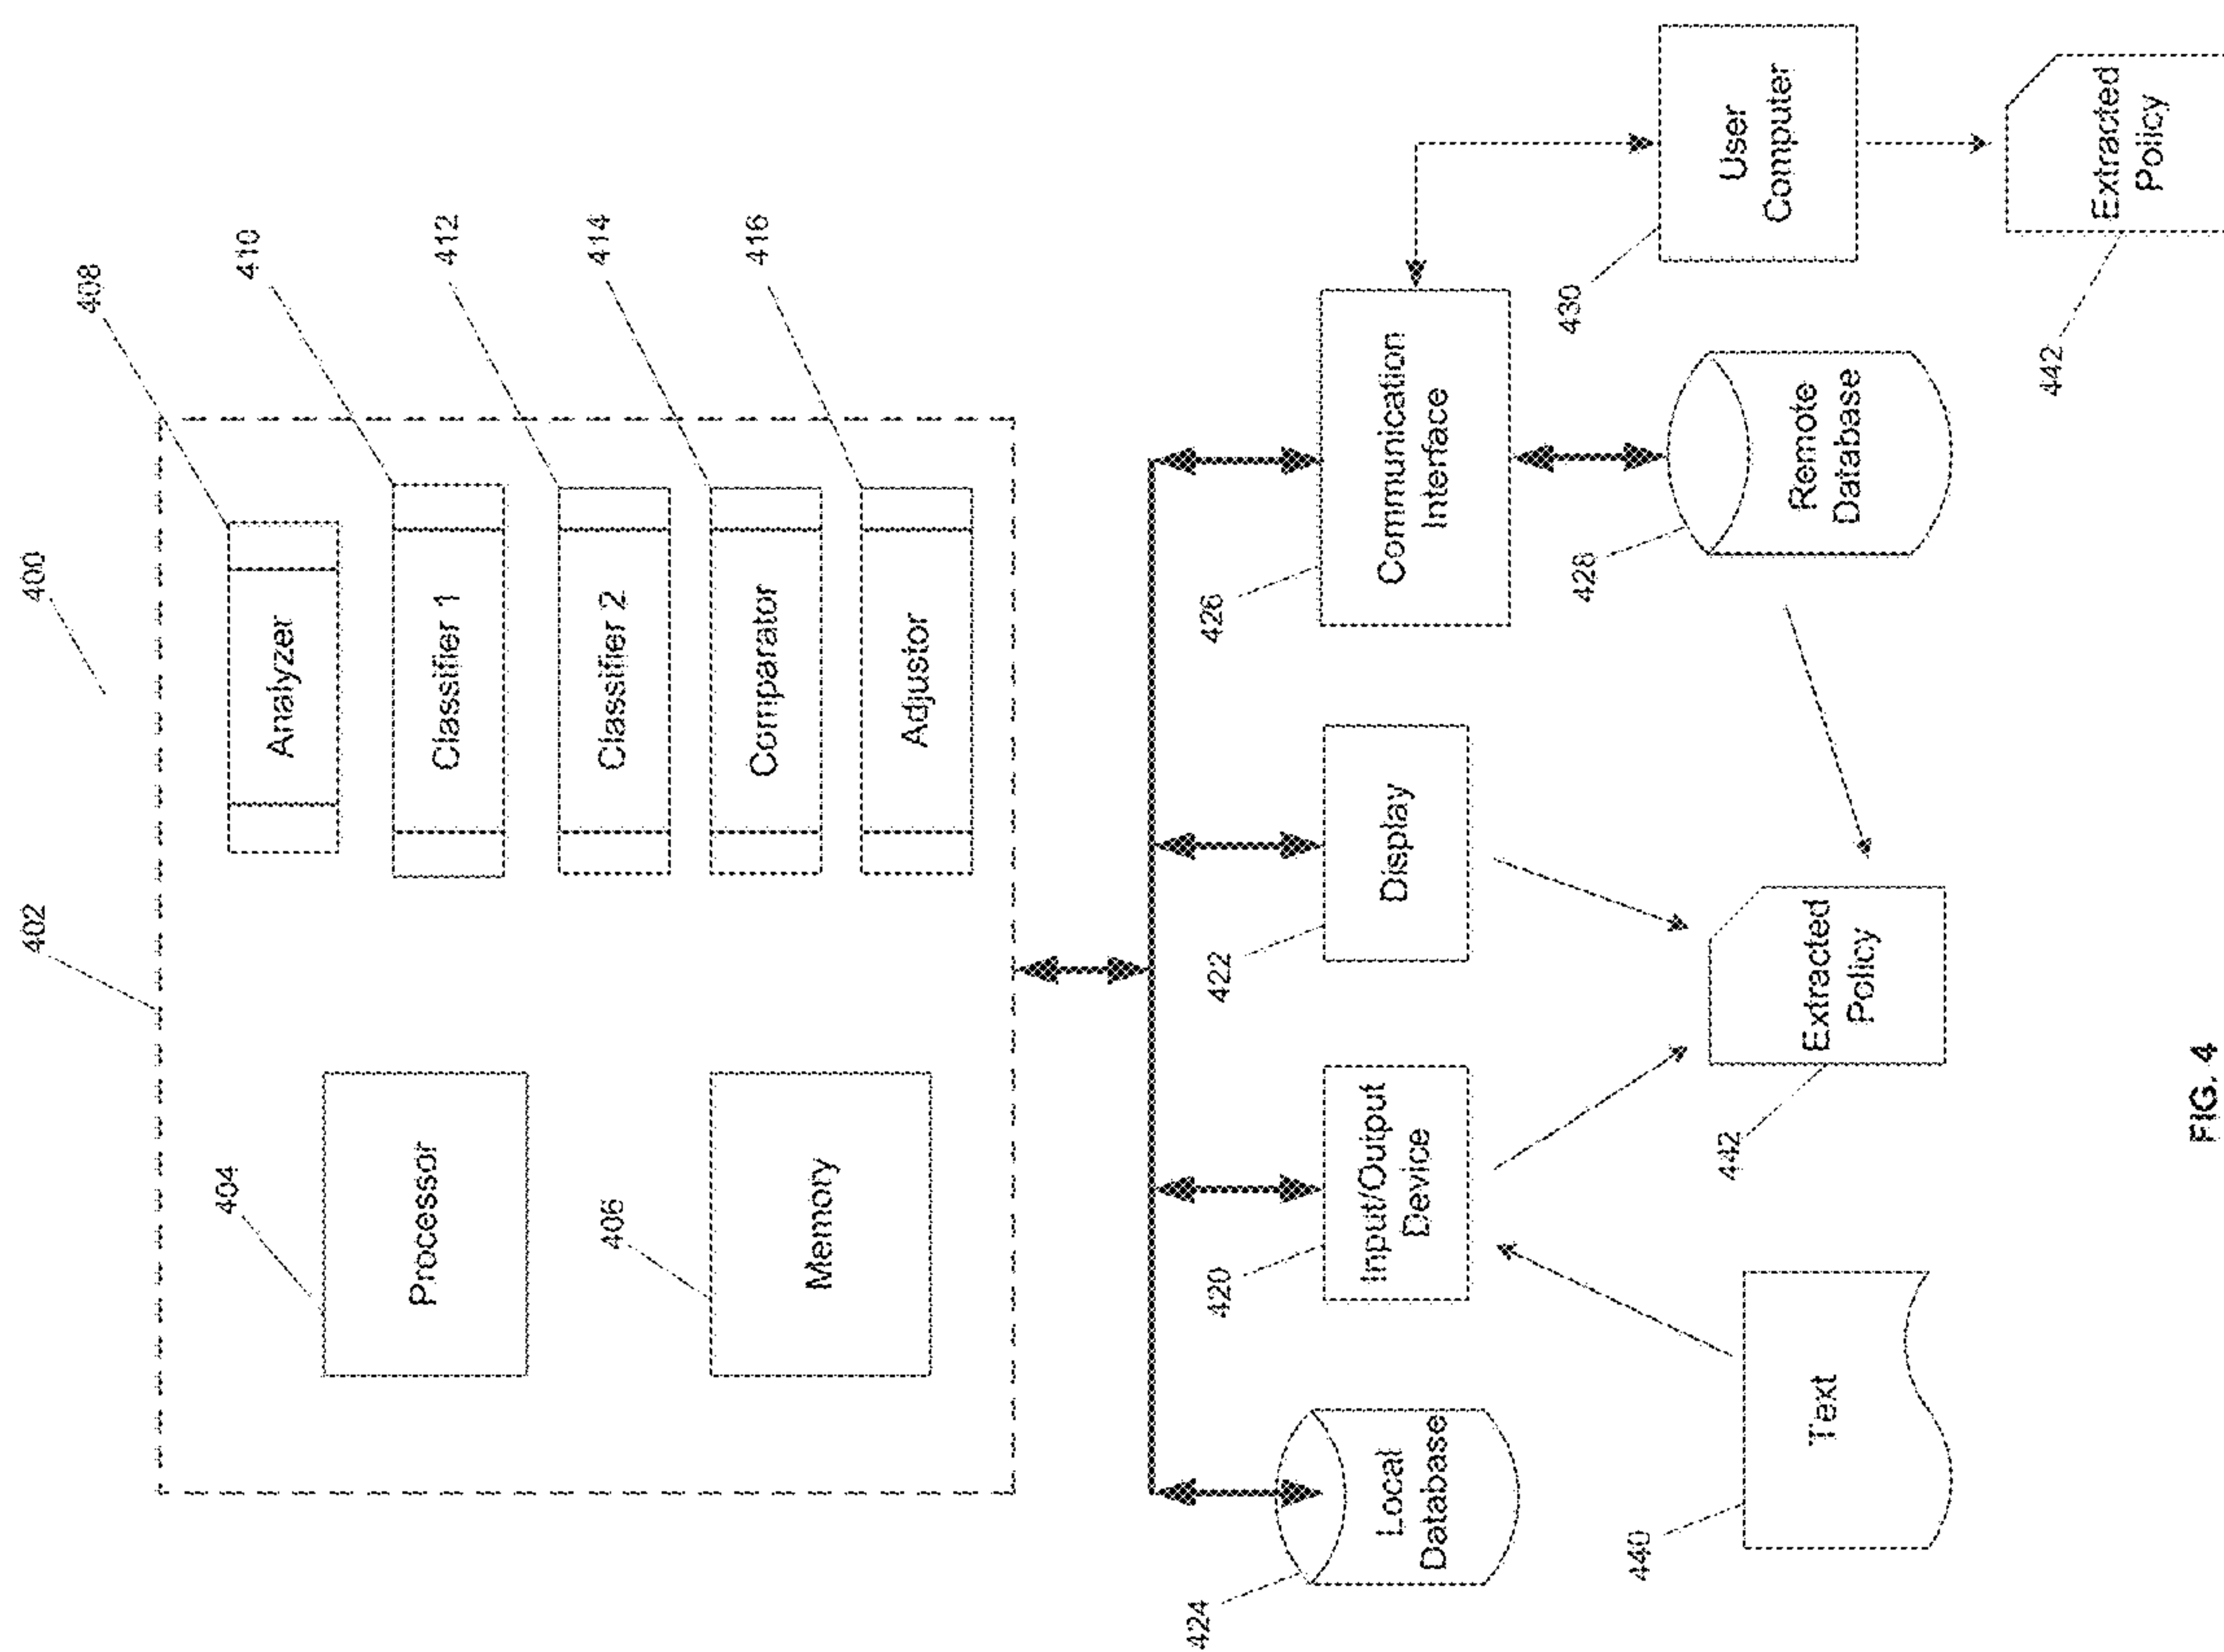 400
402
408
Analyzer
410
Classifier 1
412
Classifier 2
414
Comparator
416
Adjustor
404
Processor
406
Memory
424
Local
Database
420
Input/Output
Device
422
Display
426
Communication
Interface
430
User
Computer
428
Remote
Database
440
Text
442
Extracted
Policy
442
Extracted
Policy
FIG. 4